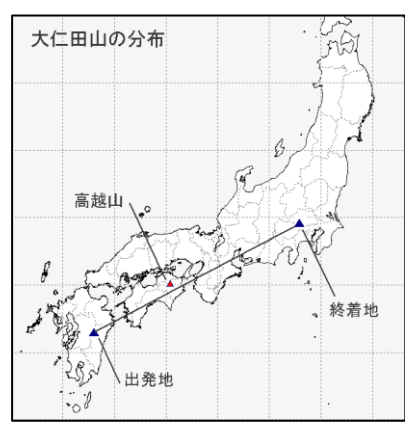 大仁田山の分布
高越山
終着地
出発地